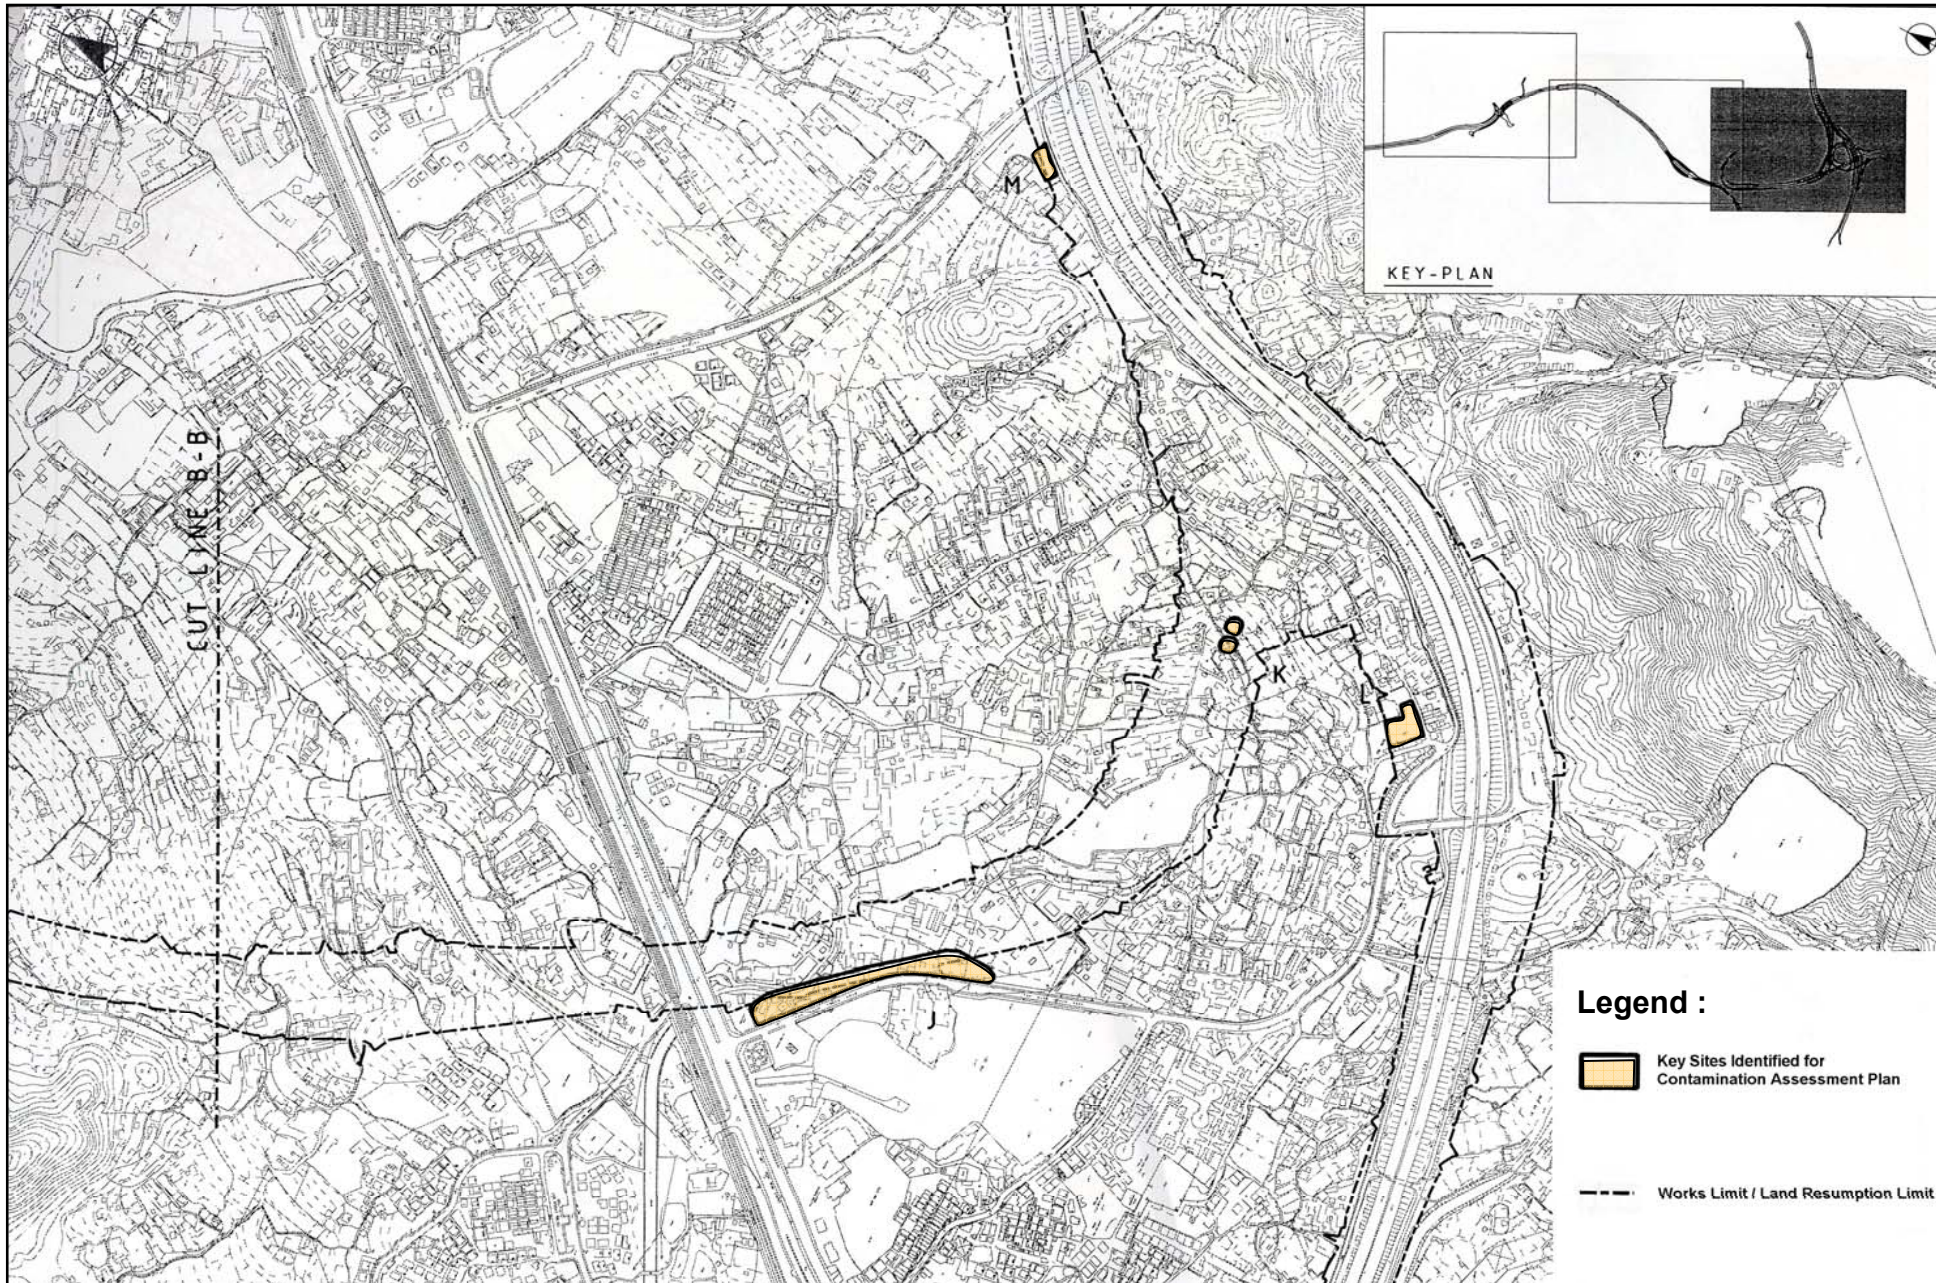 KEY-PLAN
M
CUT LINE B-B
K
L
J
Legend :
Key Sites Identified for
Contamination Assessment Plan
Works Limit / Land Resumption Limit